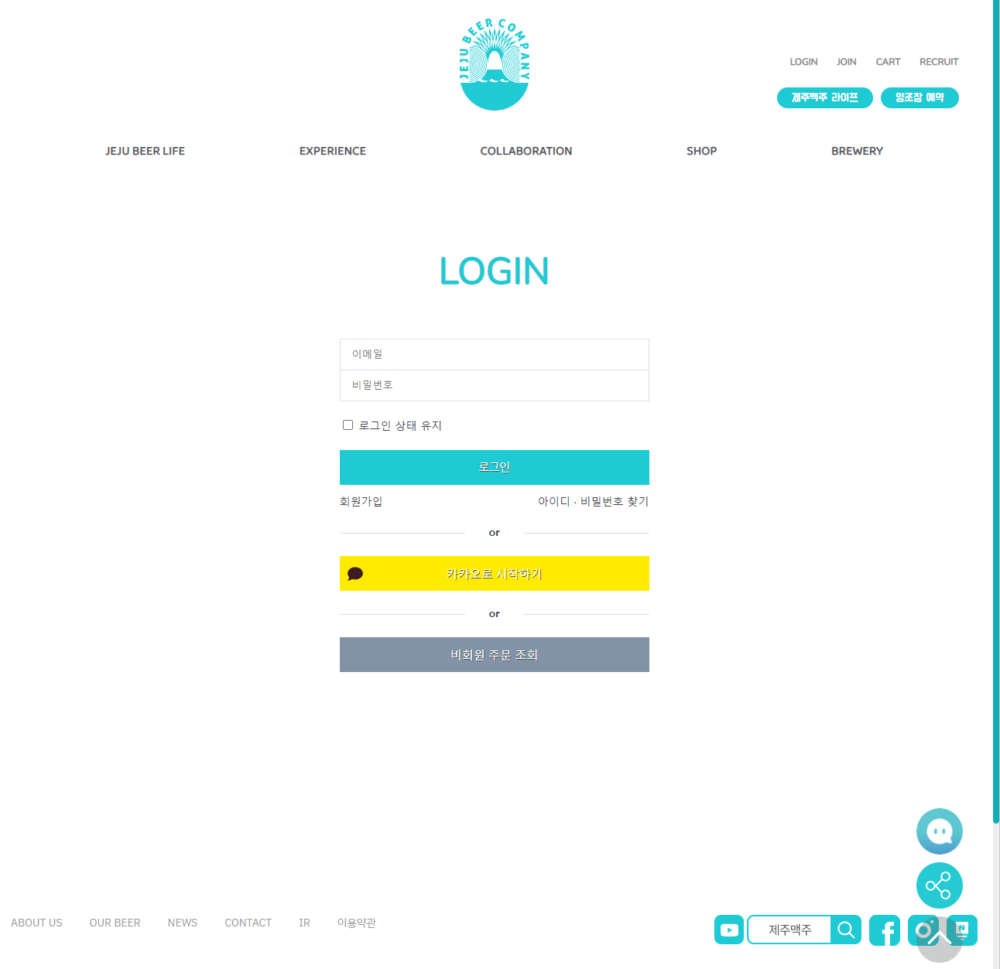 JEJU BEER COMPANY
LOGIN JOIN CART RECRUIT
제주맥주 라이프 양조장 예약
JEJU BEER LIFE EXPERIENCE COLLABORATION SHOP BREWERY
LOGIN
이메일
비밀번호
로그인 상태 유지
로그인
회원가입 아이디 · 비밀번호 찾기
or
카카오로 시작하기
or
비회원 주문 조회
ABOUT US OUR BEER NEWS CONTACT IR 이용약관 제주맥주 N